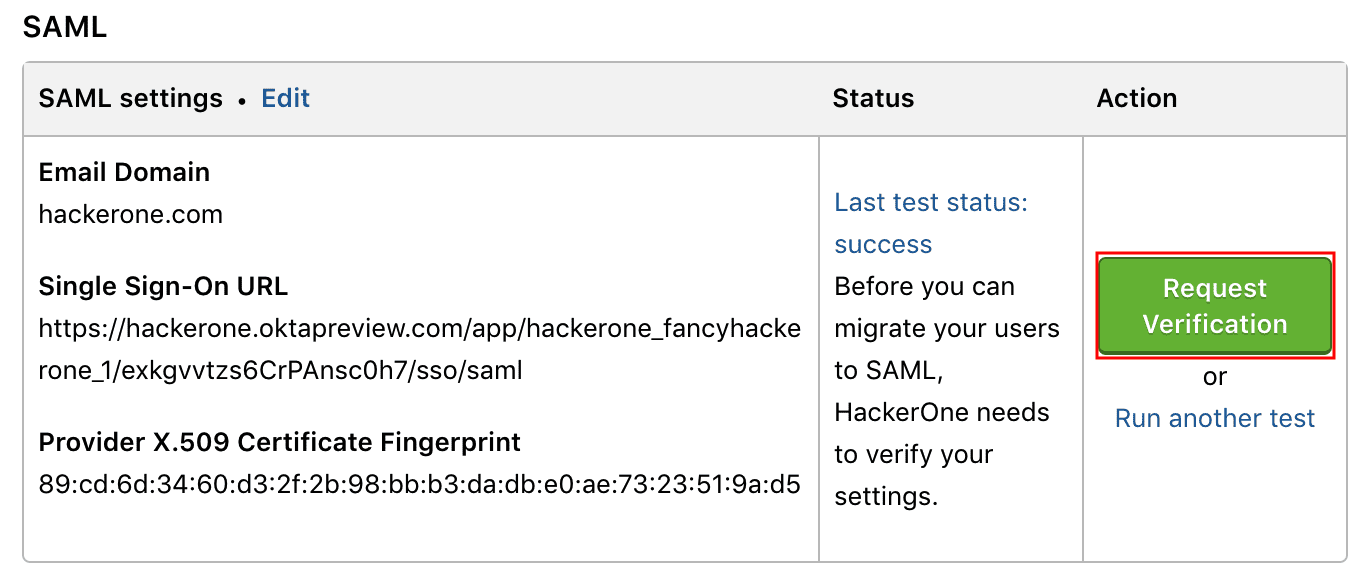 SAML
SAML settings • Edit
Status
Action
Email Domain
hackerone.com
Single Sign-On URL
https://hackerone.oktapreview.com/app/hackerone_fancyhacke
rone_1/exkgvvtzs6CrPAnsc0h7/sso/saml
Provider X.509 Certificate Fingerprint
89:cd:6d:34:60:d3:2f:2b:98:bb:b3:da:db:e0:ae:73:23:51:9a:d5
Last test status:
success
Before you can
migrate your users
to SAML,
HackerOne needs
to verify your
settings.
Request
Verification
or
Run another test